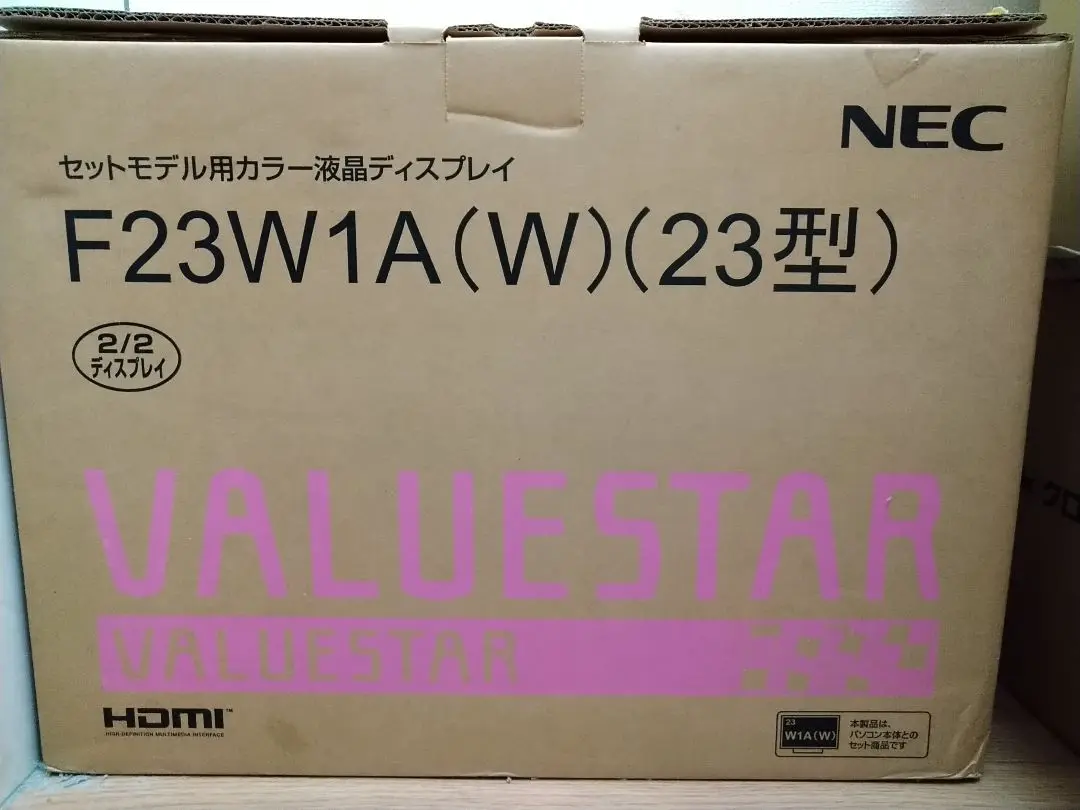 NEC
セットモデル用カラー液晶ディスプレイ
F23W1A(W)(23型)
2/2
ディスプレイ
VALUESTAR
VALUESTAR
HDMI™
HIGH-DEFINITION MULTIMEDIA INTERFACE
23
W1A(W)
本製品は、
パソコン本体との
セット商品です
クロ